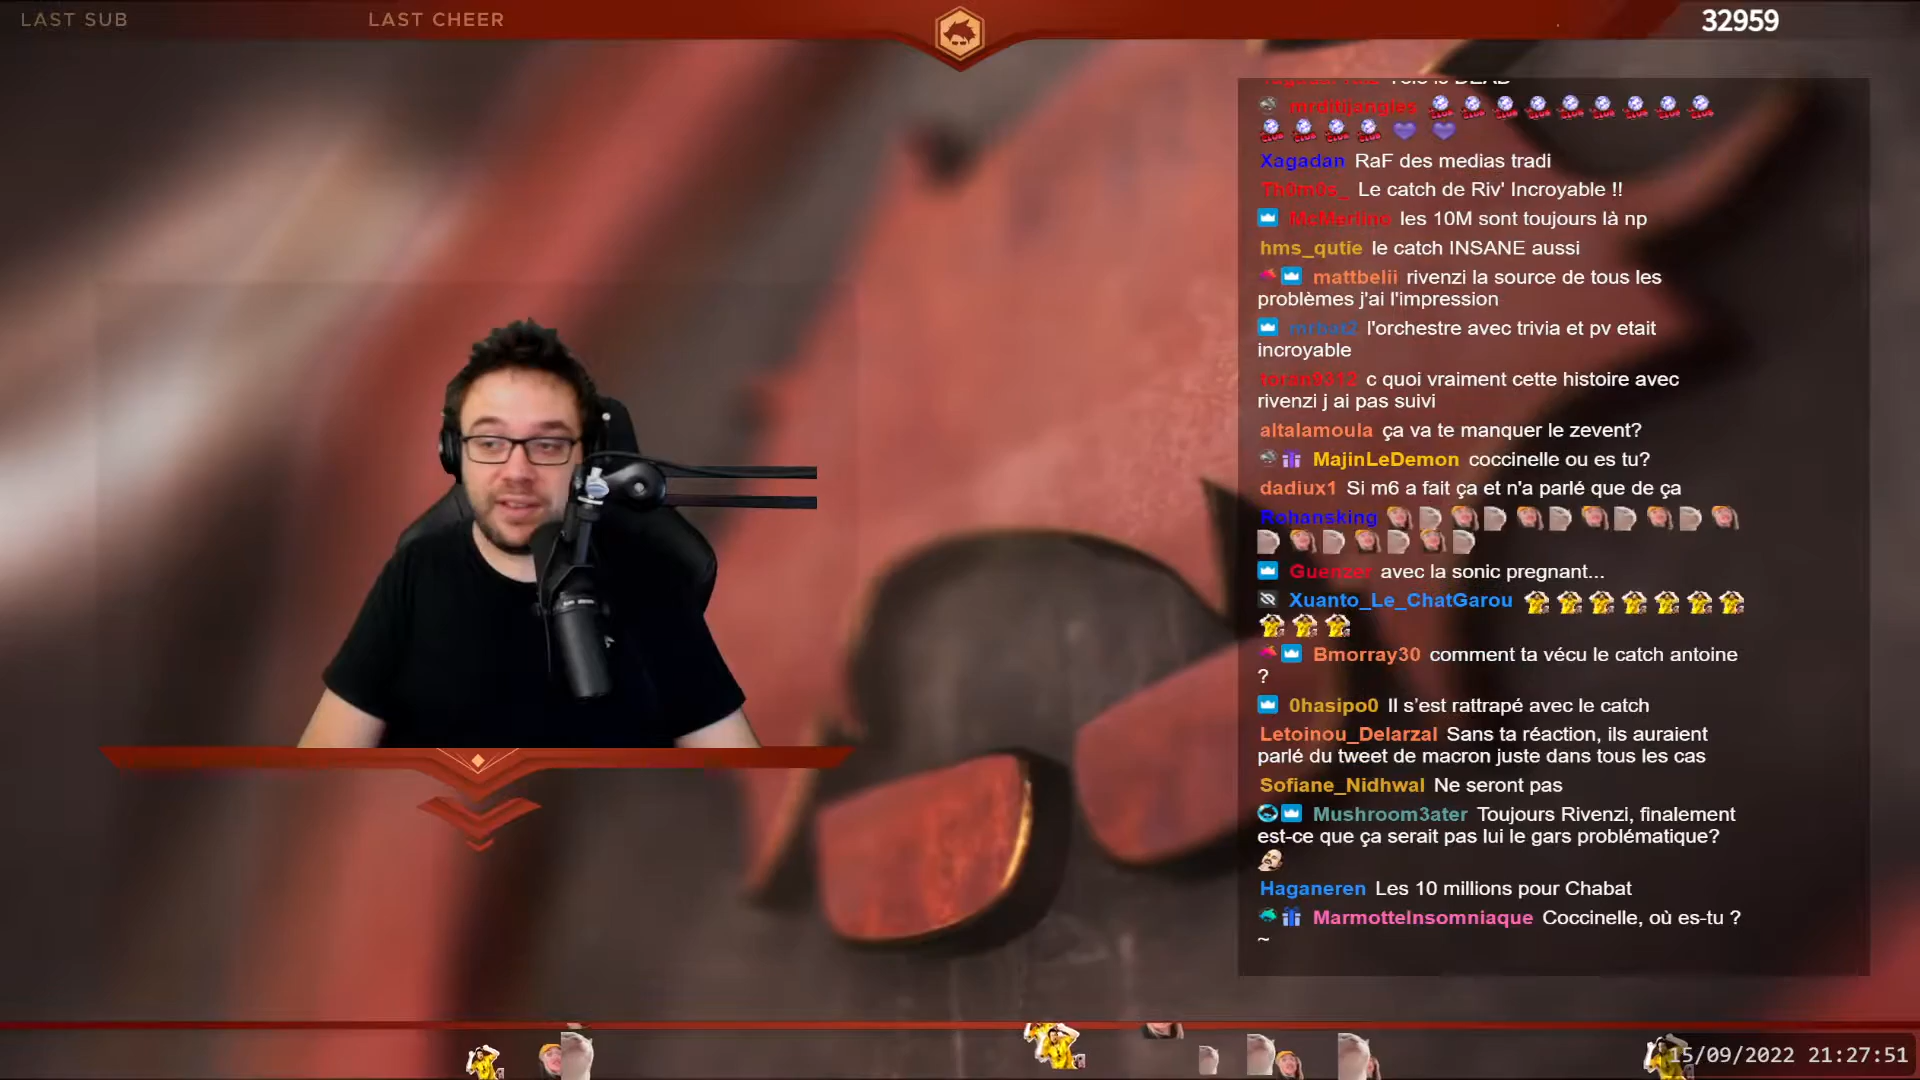 LAST SUB
LAST CHEER
32959
mrditijangles
Xagadan RaF des medias tradi
Th0m0s_ Le catch de Riv' Incroyable !!
McMerlino les 10M sont toujours là np
hms_qutie le catch INSANE aussi
mattbelii rivenzi la source de tous les
problèmes j'ai l'impression
mrbat2 l'orchestre avec trivia et pv etait
incroyable
toran9312 c quoi vraiment cette histoire avec
rivenzi j ai pas suivi
altalamoula ça va te manquer le zevent?
MajinLeDemon coccinelle ou es tu?
dadiux1 Si m6 a fait ça et n'a parlé que de ça
Rohansking
Guenzer avec la sonic pregnant...
Xuanto_Le_ChatGarou
Bmorray30 comment ta vécu le catch antoine
?
0hasipo0 Il s’est rattrapé avec le catch
Letoinou_Delarzal Sans ta réaction, ils auraient
parlé du tweet de macron juste dans tous les cas
Sofiane_Nidhwal Ne seront pas
Mushroom3ater Toujours Rivenzi, finalement
est-ce que ça serait pas lui le gars problématique?
Haganeren Les 10 millions pour Chabat
MarmotteInsomniaque Coccinelle, où es-tu ?
~
15/09/2022 21:27:51